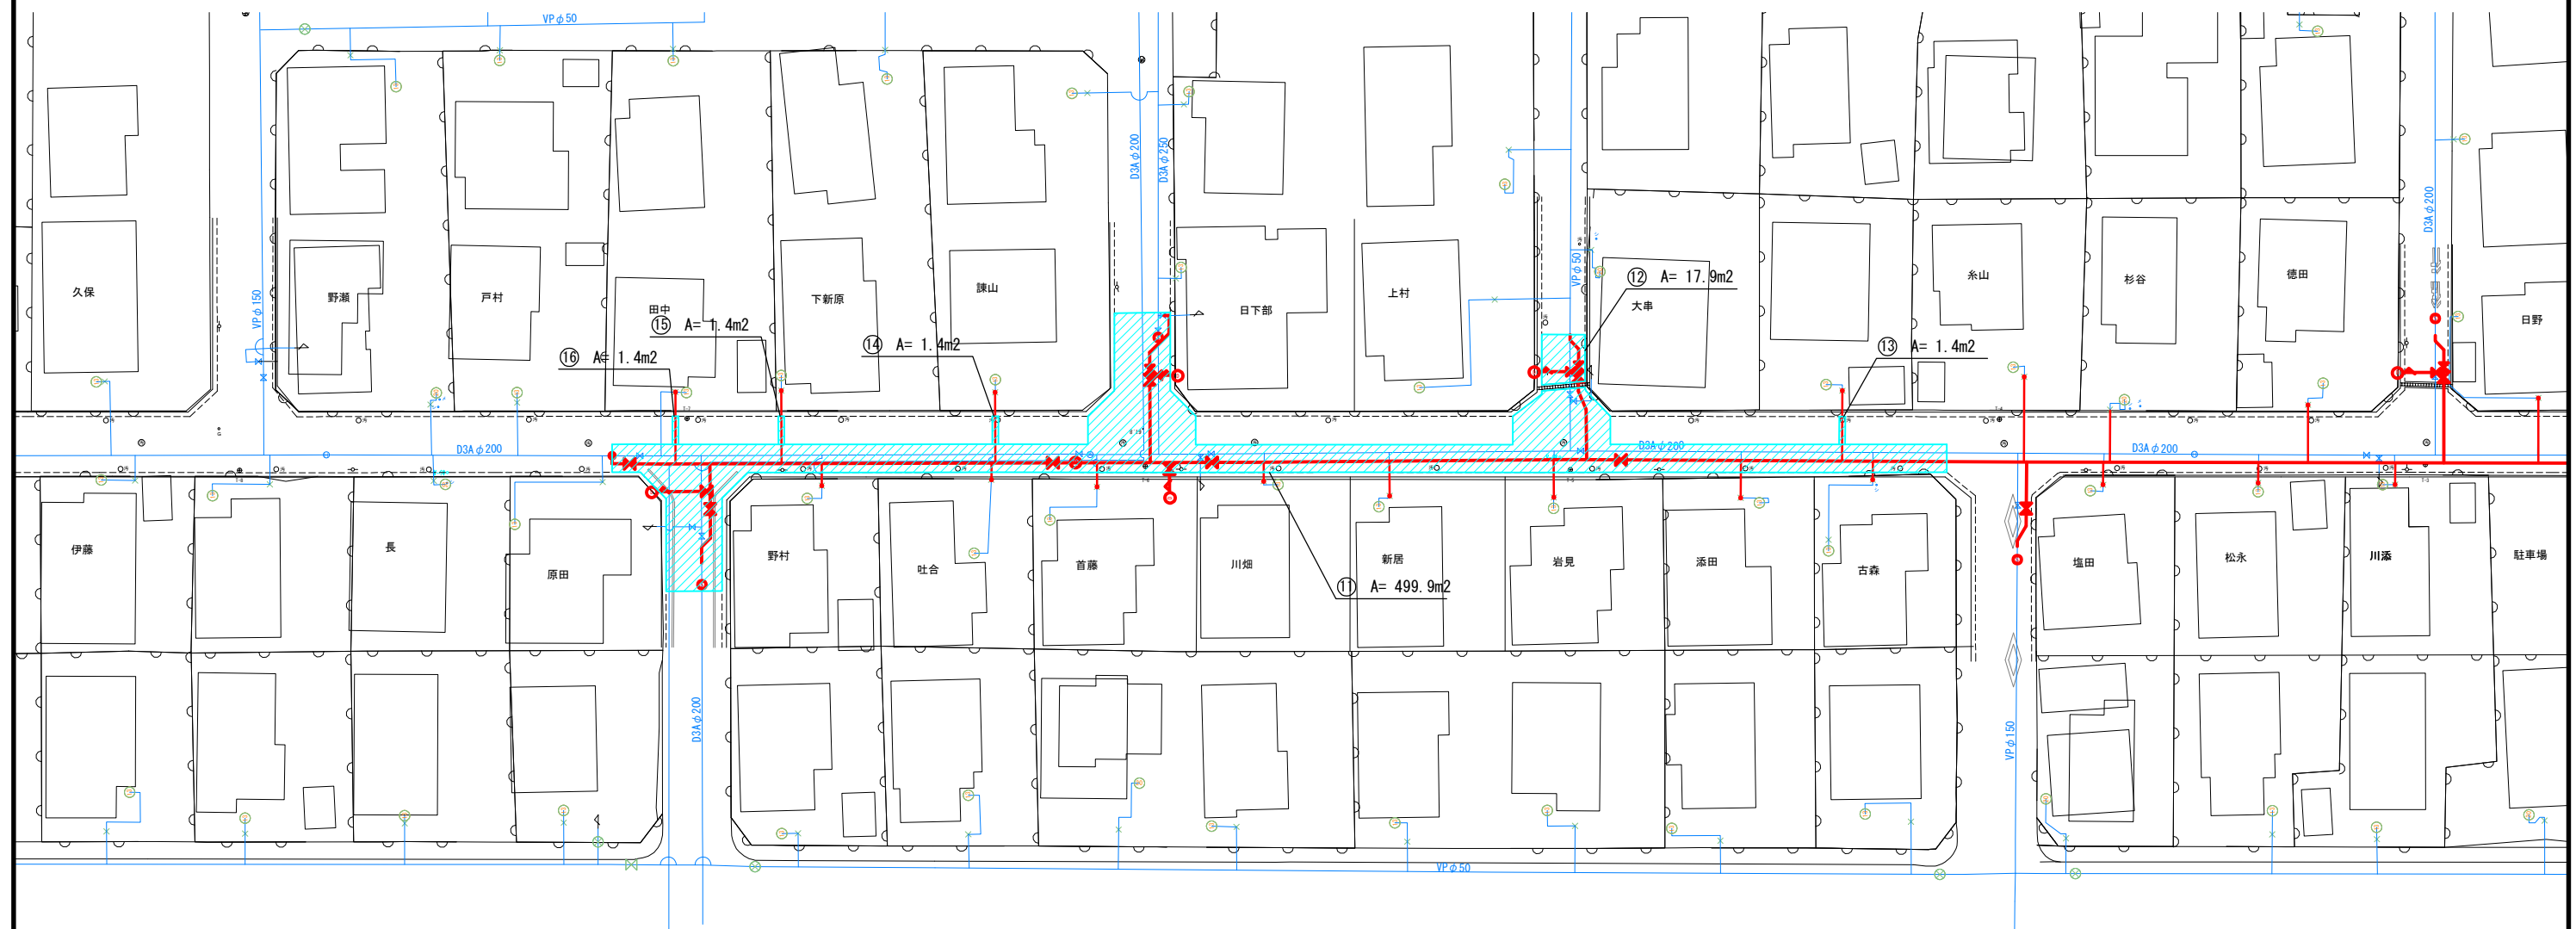 VPφ50
D3Aφ200
D3Aφ250
D3Aφ200
VPφ150
VPφ50
久保
野瀬
戸村
田中
下新原
諫山
日下部
上村
大串
糸山
杉谷
徳田
日野
⑫ A= 17.9m2
⑮ A= 1.4m2
⑯ A= 1.4m2
⑭ A= 1.4m2
⑬ A= 1.4m2
D3Aφ200
D3Aφ200
D3Aφ200
伊藤
長
原田
野村
吐合
首藤
川畑
新居
岩見
添田
古森
塩田
松永
川添
駐車場
⑪ A= 499.9m2
D3Aφ200
VPφ150
VPφ50